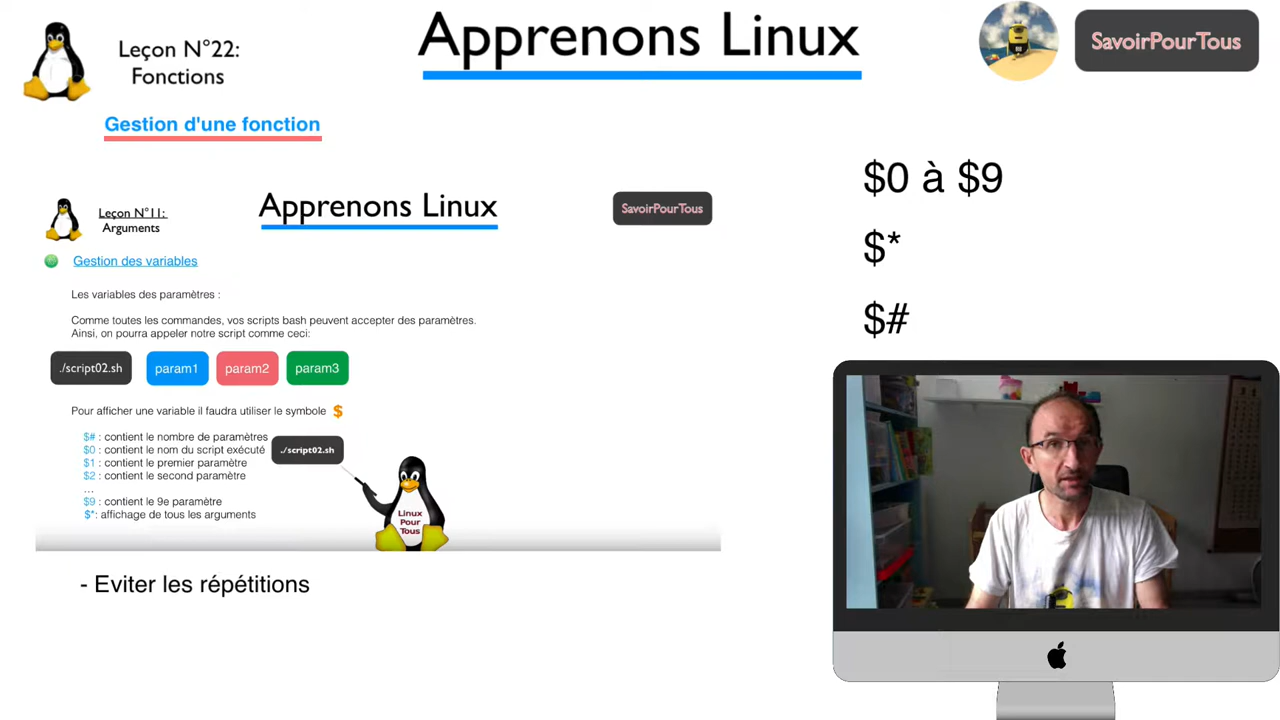 Leçon N°22:
Fonctions
Apprenons Linux
SavoirPourTous
Gestion d'une fonction
Leçon N°11:
Arguments
Apprenons Linux
SavoirPourTous
Gestion des variables
Les variables des paramètres :
Comme toutes les commandes, vos scripts bash peuvent accepter des paramètres.
Ainsi, on pourra appeler notre script comme ceci:
./script02.sh param1 param2 param3
Pour afficher une variable il faudra utiliser le symbole $
$# : contient le nombre de paramètres
$0 : contient le nom du script exécuté
./script02.sh
$1 : contient le premier paramètre
$2 : contient le second paramètre
...
$9 : contient le 9e paramètre
$*: affichage de tous les arguments
Linux
Pour
Tous
- Eviter les répétitions
$0 à $9
$*
$#